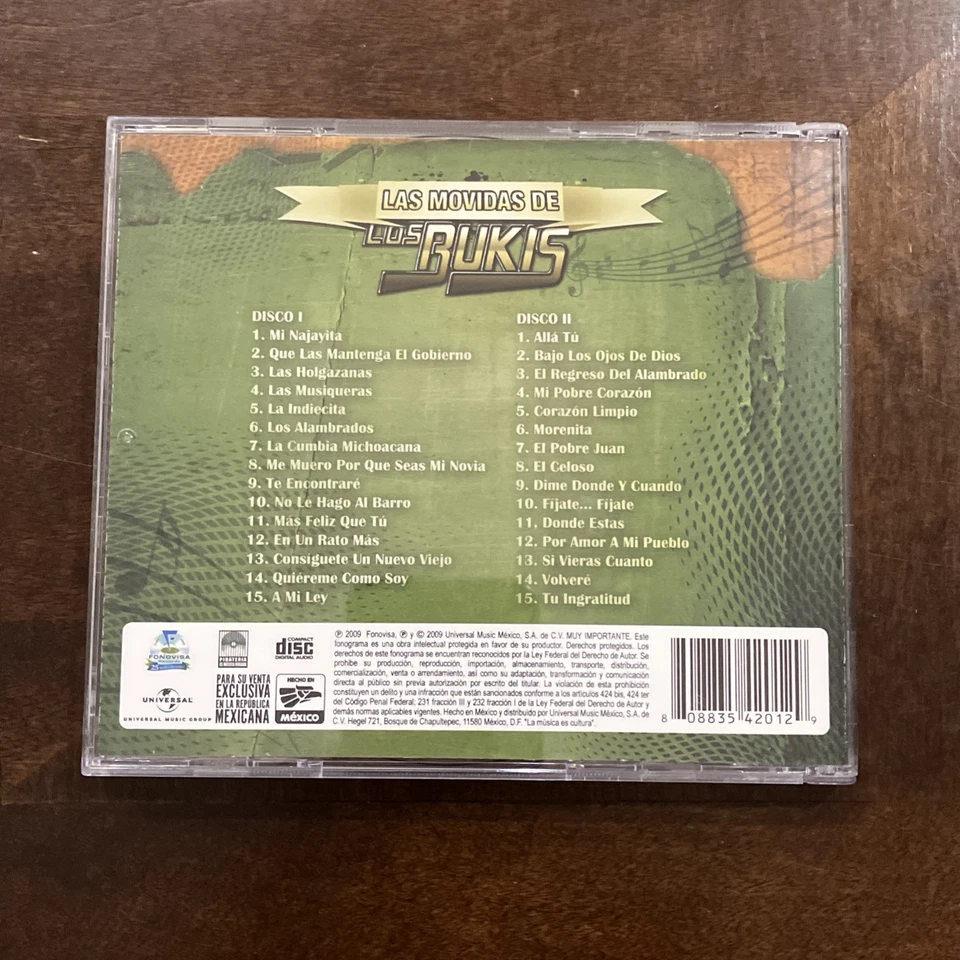 LAS MOVIDAS DE
LOS BUKIS
DISCO I
1. Mi Najayita
2. Que Las Mantenga El Gobierno
3. Las Holgazanas
4. Las Musiqueras
5. La Indiecita
6. Los Alambrados
7. La Cumbia Michoacana
8. Me Muero Por Que Seas Mi Novia
9. Te Encontraré
10. No Le Hago Al Barro
11. Más Feliz Que Tú
12. En Un Rato Más
13. Consíguete Un Nuevo Viejo
14. Quiéreme Como Soy
15. A Mi Ley
DISCO II
1. Allá Tú
2. Bajo Los Ojos De Dios
3. El Regreso Del Alambrado
4. Mi Pobre Corazón
5. Corazón Limpio
6. Morenita
7. El Pobre Juan
8. El Celoso
9. Dime Donde Y Cuando
10. Fíjate... Fíjate
11. Donde Estas
12. Por Amor A Mi Pueblo
13. Si Vieras Cuanto
14. Volveré
15. Tu Ingratitud
FONOVISA
25
UNIVERSAL
UNIVERSAL MUSIC GROUP
PIRATERIA
PARA SU VENTA
EXCLUSIVA
EN LA REPÚBLICA
MEXICANA
COMPACT
disc
DIGITAL AUDIO
HECHO EN
MÉXICO
℗ 2009 Fonovisa, ℗ y © 2009 Universal Music México, S.A. de C.V. MUY IMPORTANTE. Este
fonograma es una obra intelectual protegida en favor de su productor. Derechos protegidos. Los
derechos de este fonograma se encuentran reconocidos por la Ley Federal del Derecho de Autor. Se
prohibe su producción, reproducción, importación, almacenamiento, transporte, distribución,
comercialización, venta o arrendamiento, así como su adaptación, transformación y comunicación
directa al público sin previa autorización por escrito del titular. La violación de esta prohibición
constituyen un delito y una infracción que están sancionados conforme a los artículos 424 bis, 424 ter
del Código Penal Federal; 231 fracción III y 232 fracción I de la Ley Federal del Derecho de Autor y
demás normas aplicables vigentes. Hecho en México y distribuido por Universal Music México, S.A. de
C.V. Hegel 721, Bosque de Chapultepec, 11580 México, D.F. "La música es cultura".
8 08835 42012 9